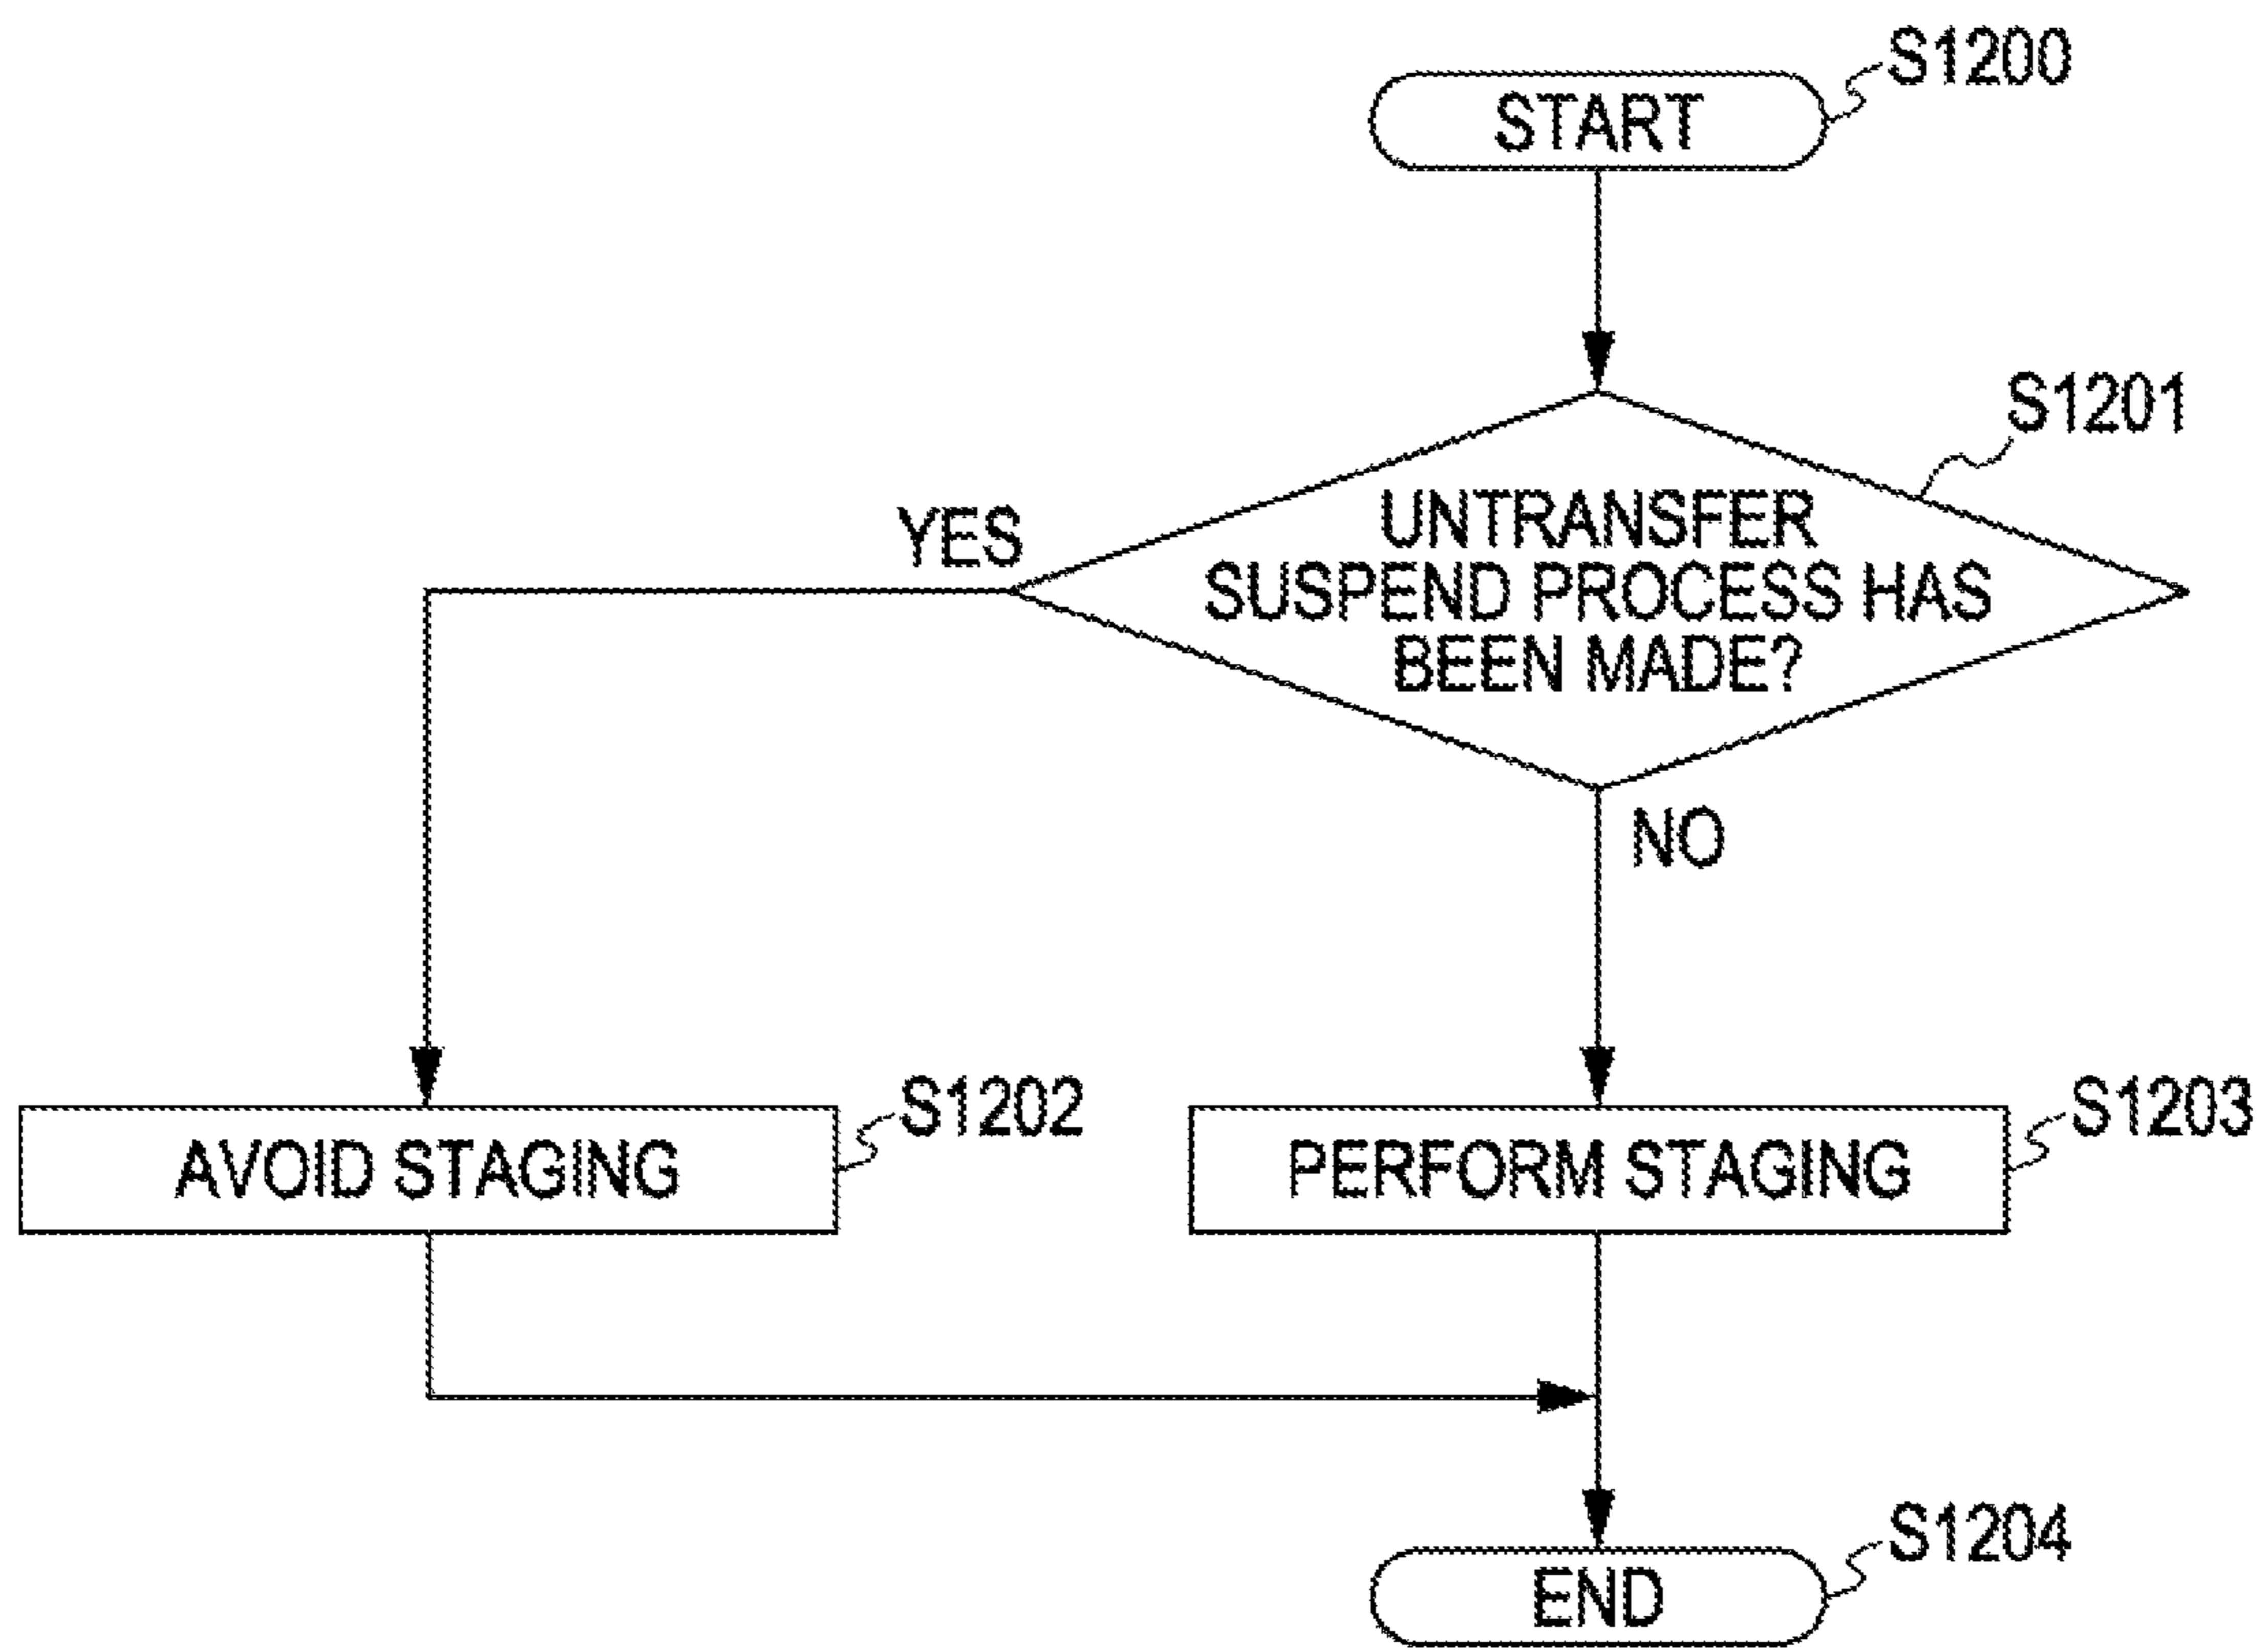 S1200
START
S1201
UNTRANSFER
SUSPEND PROCESS HAS
BEEN MADE?
YES
NO
S1202
AVOID STAGING
S1203
PERFORM STAGING
S1204
END